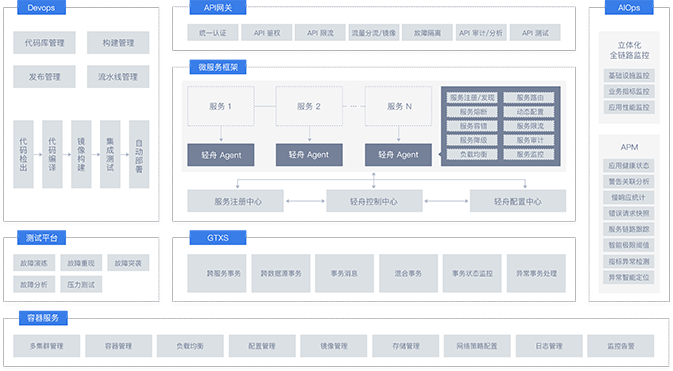 Devops
代码库管理
构建管理
发布管理
流水线管理
代码检出
代码编译
镜像构建
集成测试
自动部署
API网关
统一认证
API 鉴权
API 限流
流量分流/镜像
故障隔离
API 审计/分析
API 测试
微服务框架
服务 1
服务 2
...
服务 N
轻舟 Agent
轻舟 Agent
轻舟 Agent
服务注册/发现
服务路由
服务熔断
动态配置
服务容错
服务限流
服务降级
服务审计
负载均衡
服务监控
服务注册中心
轻舟控制中心
轻舟配置中心
AIOps
立体化
全链路监控
基础设施监控
业务指标监控
应用性能监控
APM
应用健康状态
警告关联分析
慢响应统计
错误请求快照
服务链路跟踪
智能极限阈值
指标异常检测
异常智能定位
测试平台
故障演练
故障重现
故障突袭
故障分析
压力测试
GTXS
跨服务事务
跨数据源事务
事务消息
混合事务
事务状态监控
异常事务处理
容器服务
多集群管理
容器管理
负载均衡
配置管理
镜像管理
存储管理
网络策略配置
日志管理
监控告警